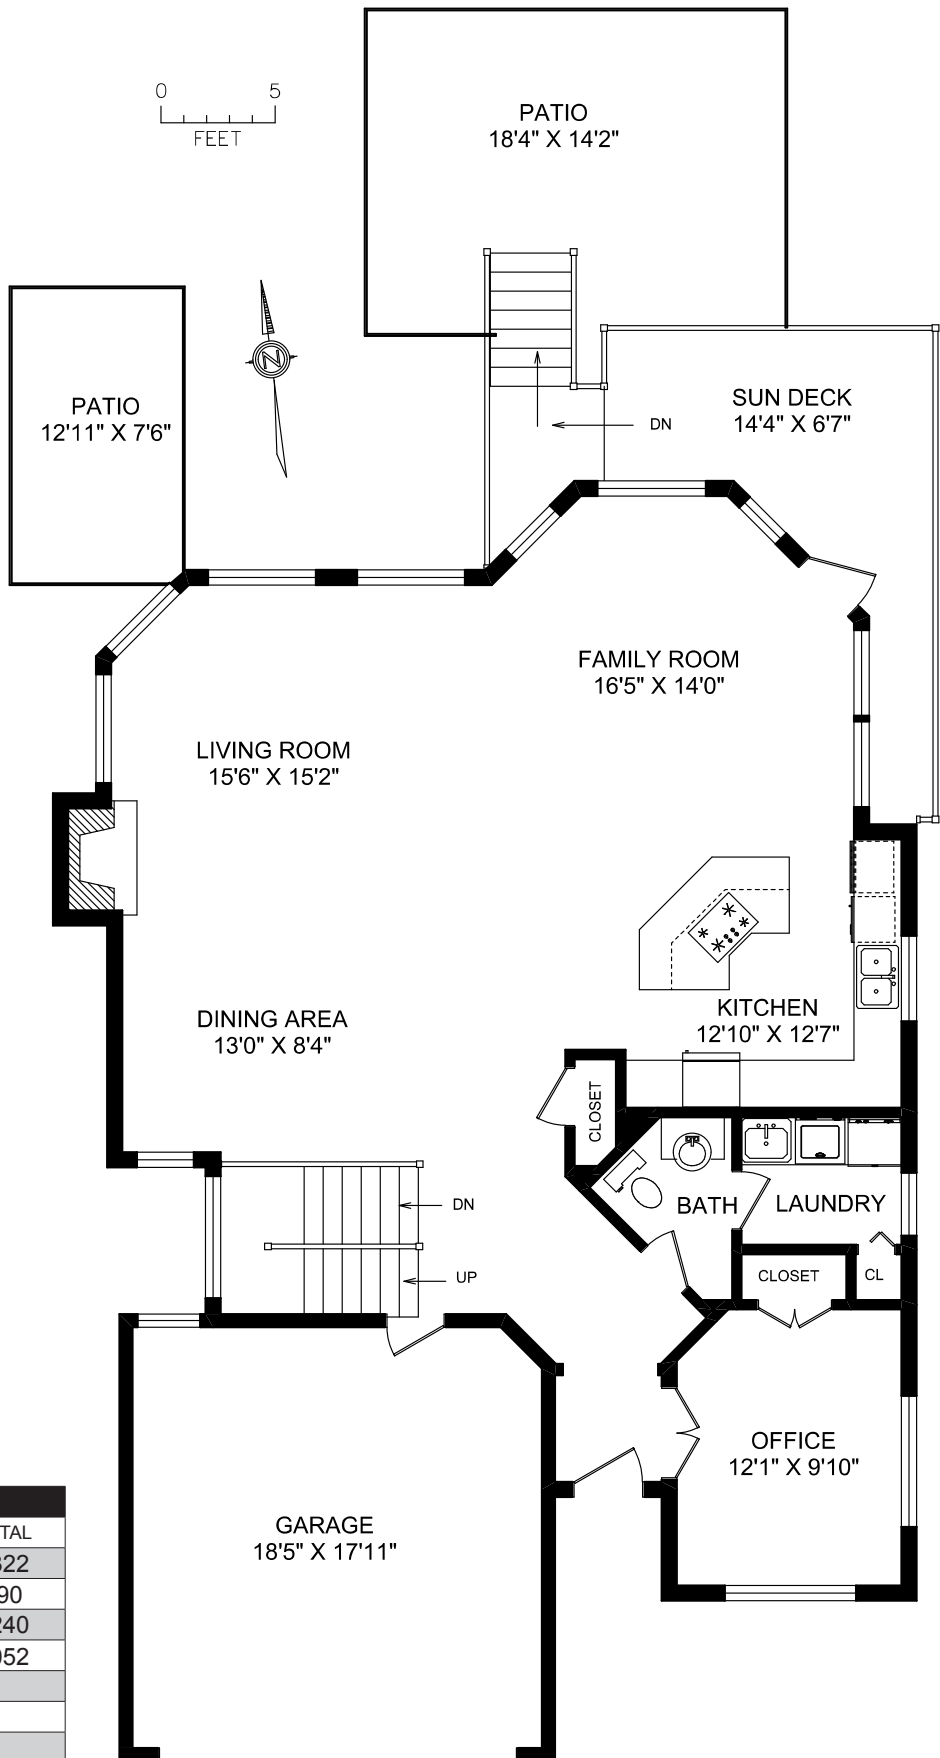 PATIO
18'4" X 14'2"
0 5
FEET
PATIO
12'11" X 7'6"
N
SUN DECK
14'4" X 6'7"
DN
FAMILY ROOM
16'5" X 14'0"
LIVING ROOM
15'6" X 15'2"
KITCHEN
12'10" X 12'7"
DINING AREA
13'0" X 8'4"
CLOSET
DN
UP
BATH
LAUNDRY
CLOSET
CL
OFFICE
12'1" X 9'10"
GARAGE
18'5" X 17'11"
TAL
90
240
952